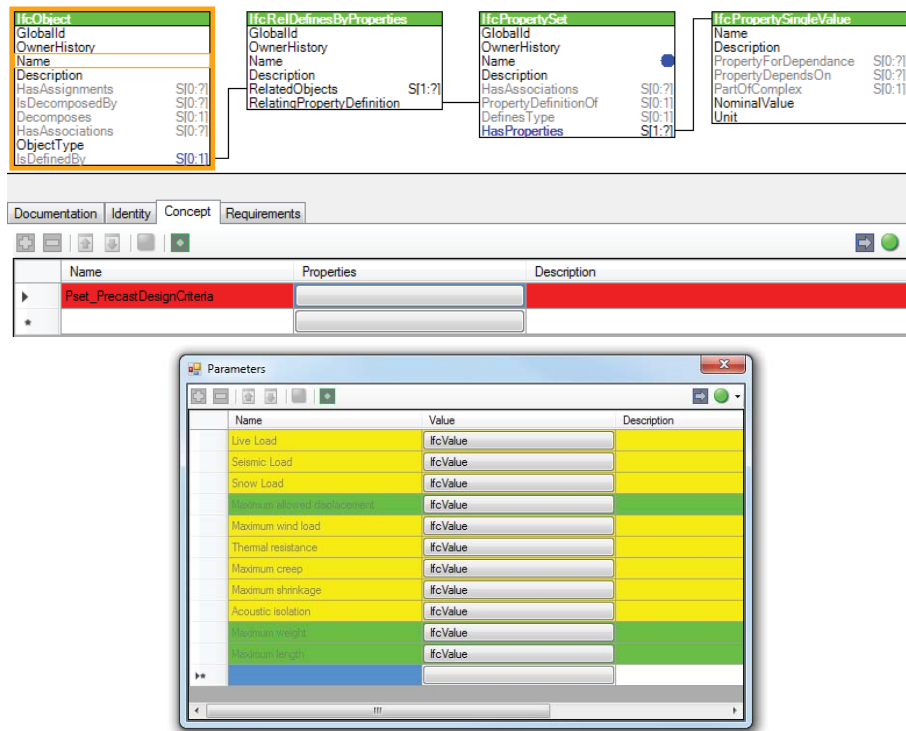 IfcObject
GlobalId
OwnerHistory
Name
Description
HasAssignments S[0:?]
IsDecomposedBy S[0:?]
Decomposes S[0:1]
HasAssociations S[0:?]
ObjectType
IsDefinedBy S[0:1]
IfcRelDefinesByProperties
GlobalId
OwnerHistory
Name
Description
RelatedObjects S[1:?]
RelatingPropertyDefinition
IfcPropertySet
GlobalId
OwnerHistory
Name
Description
HasAssociations S[0:?]
PropertyDefinitionOf S[0:1]
DefinesType S[0:1]
HasProperties S[1:?]
IfcPropertySingleValue
Name
Description
PropertyForDependance S[0:?]
PropertyDependsOn S[0:?]
PartOfComplex S[0:1]
NominalValue
Unit
Documentation Identity Concept Requirements
Name Properties Description
Pset_PrecastDesignCriteria
Parameters
Name Value Description
Live Load IfcValue
Seismic Load IfcValue
Snow Load IfcValue
Maximum allowed displacement IfcValue
Maximum wind load IfcValue
Thermal resistance IfcValue
Maximum creep IfcValue
Maximum shrinkage IfcValue
Acoustic isolation IfcValue
Maximum weight IfcValue
Maximum length IfcValue